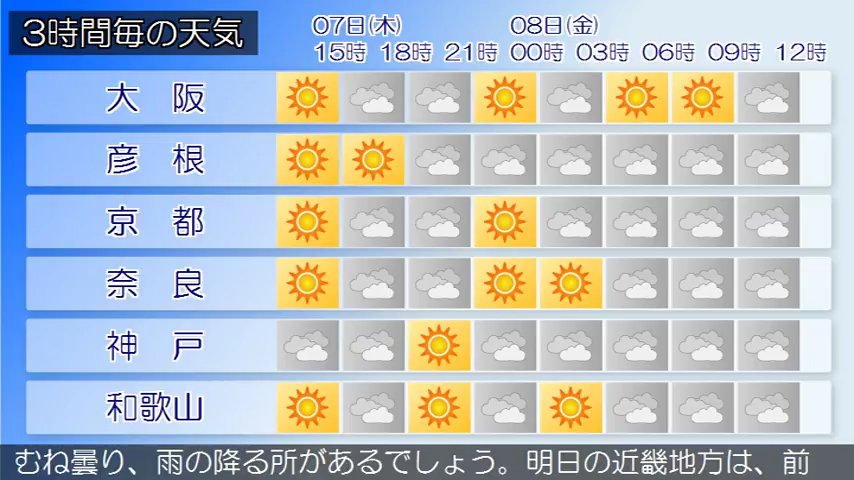 3時間毎の天気
07日(木) 08日(金)
15時 18時 21時 00時 03時 06時 09時 12時
大 阪
彦 根
京 都
奈 良
神 戸
和歌山
むね曇り、雨の降る所があるでしょう。明日の近畿地方は、前